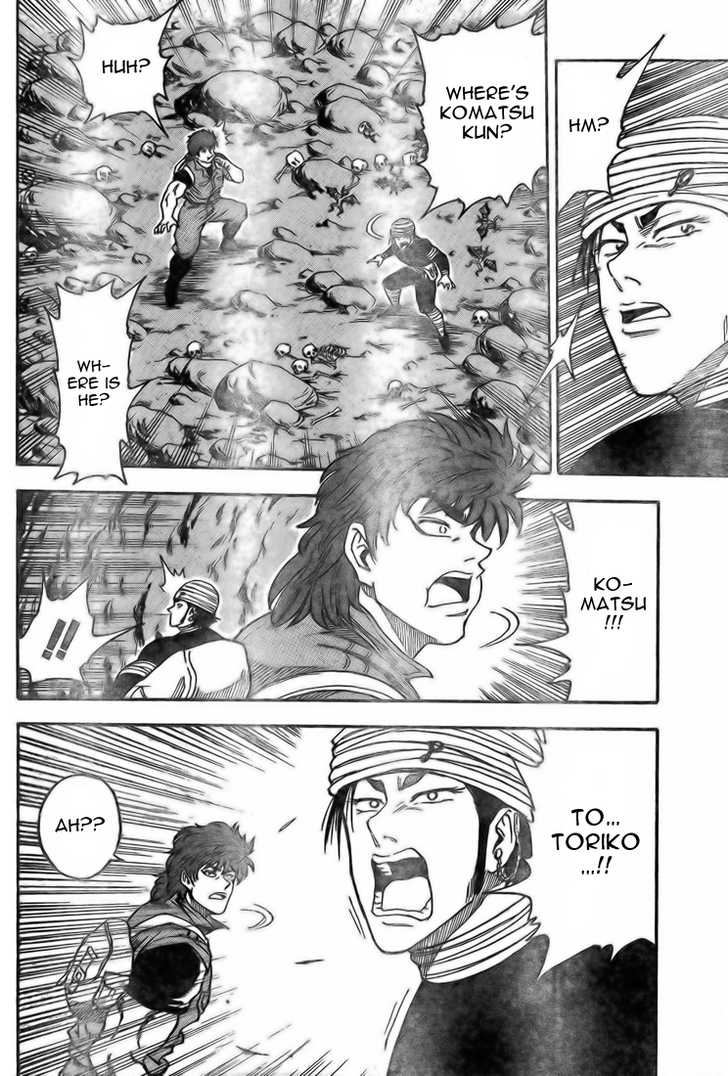 HM?
WHERE'S
KOMATSU
KUN?
HUH?
WH-
ERE IS
HE?
KO-
MATSU
!!!
!!
TO...
TORIKO
...!!
AH??
P
P